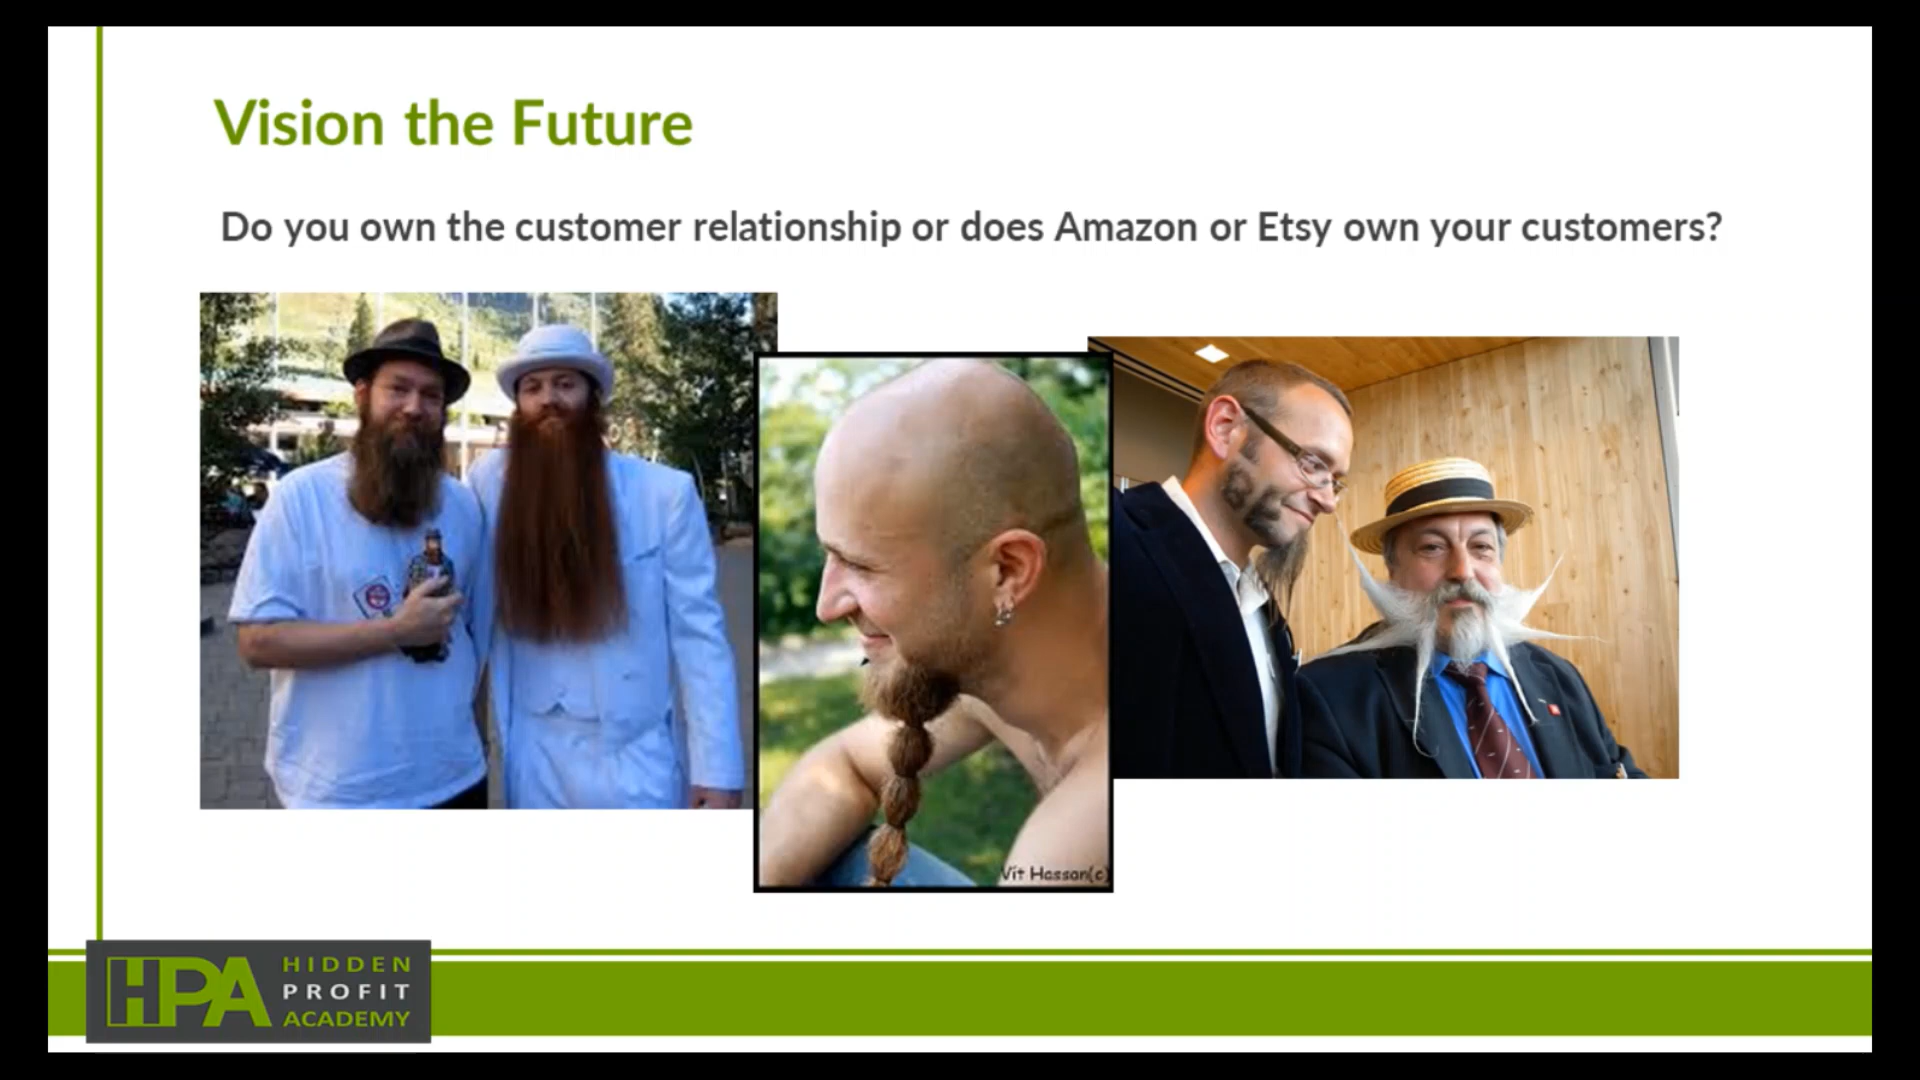 Vision the Future
Do you own the customer relationship or does Amazon or Etsy own your customers?
Vit Hassan(c)
HPA
HIDDEN
PROFIT
ACADEMY